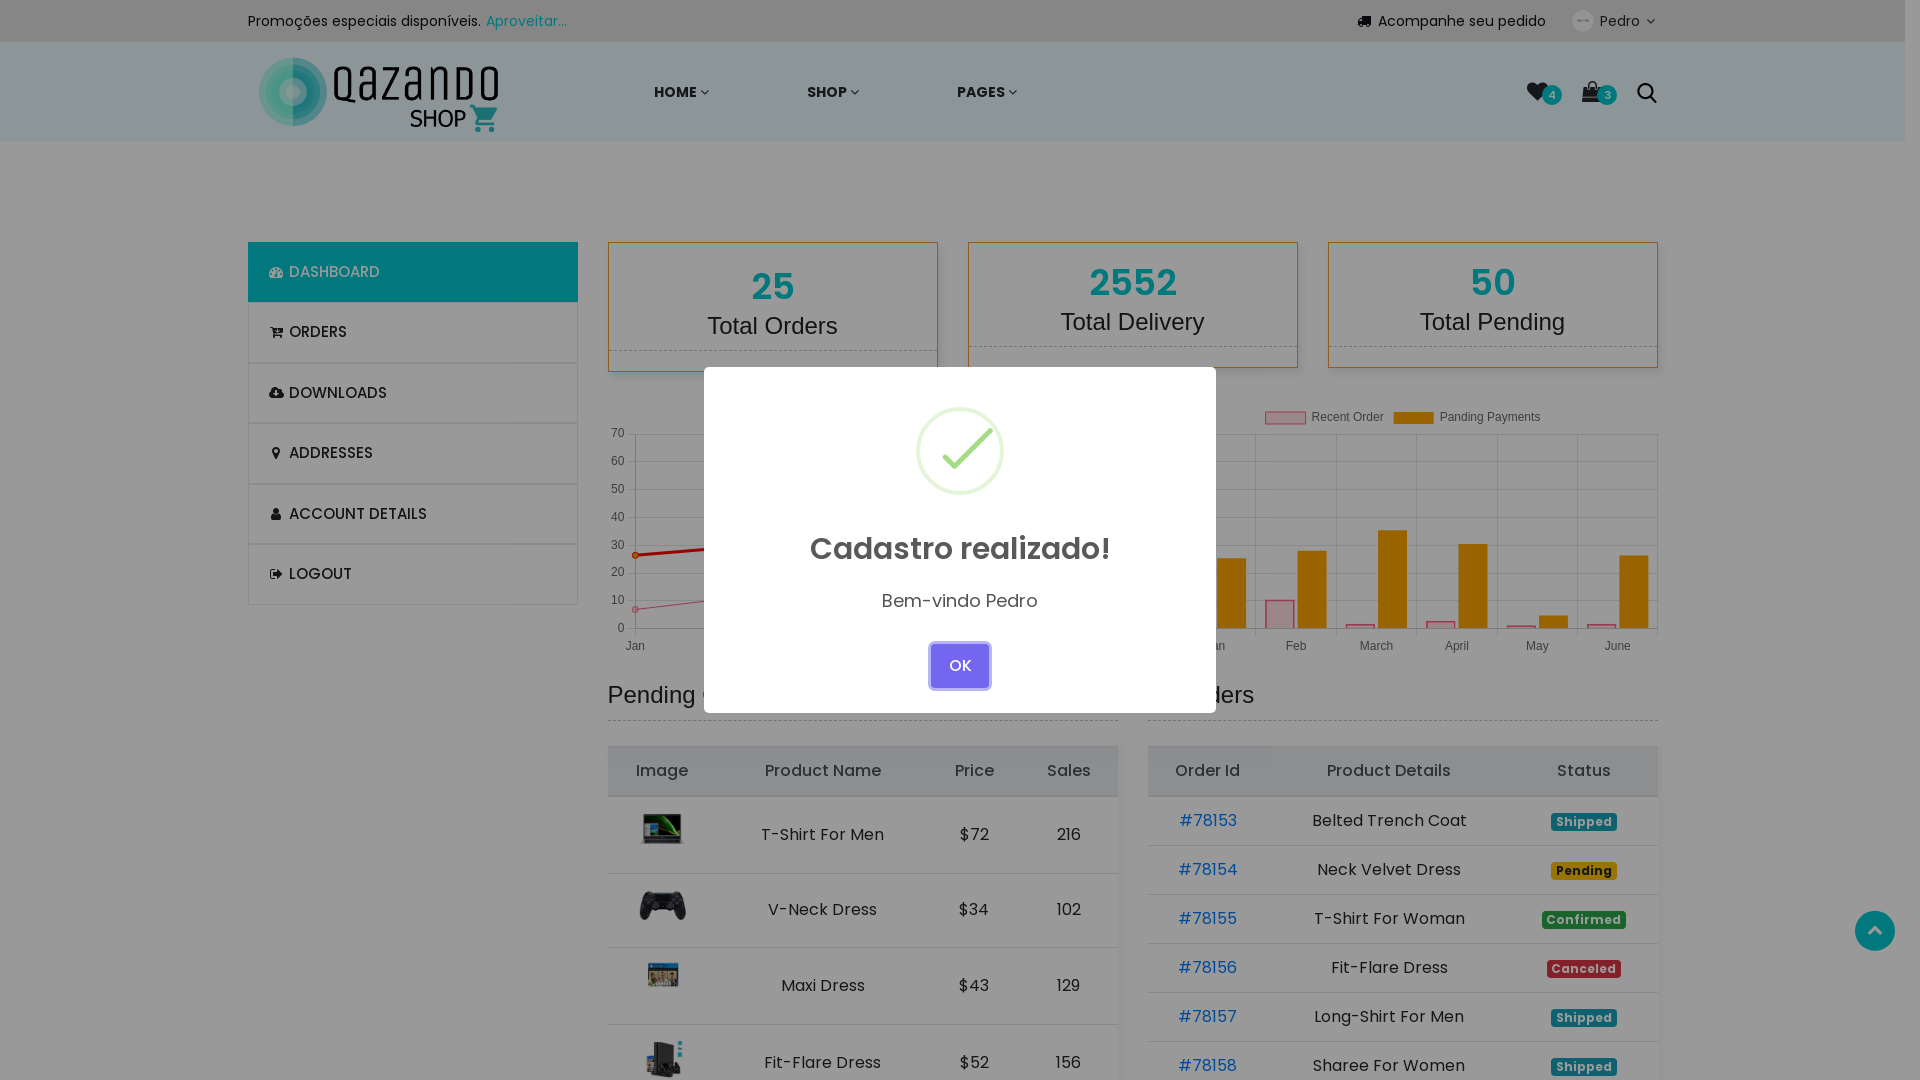 Promoções especiais disponíveis. Aproveitar...
Acompanhe seu pedido
Pedro
QAZANDO
SHOP
HOME
SHOP
PAGES
4
3
DASHBOARD
ORDERS
DOWNLOADS
ADDRESSES
ACCOUNT DETAILS
LOGOUT
25
Total Orders
2552
Total Delivery
50
Total Pending
Recent Order
Panding Payments
70
60
50
40
30
20
10
0
Jan
Feb
March
April
May
June
Cadastro realizado!
Bem-vindo Pedro
OK
Pending
Image Product Name Price Sales
T-Shirt For Men $72 216
V-Neck Dress $34 102
Maxi Dress $43 129
Fit-Flare Dress $52 156
Order Id Product Details Status
#78153 Belted Trench Coat Shipped
#78154 Neck Velvet Dress Pending
#78155 T-Shirt For Woman Confirmed
#78156 Fit-Flare Dress Canceled
#78157 Long-Shirt For Men Shipped
#78158 Sharee For Women Shipped